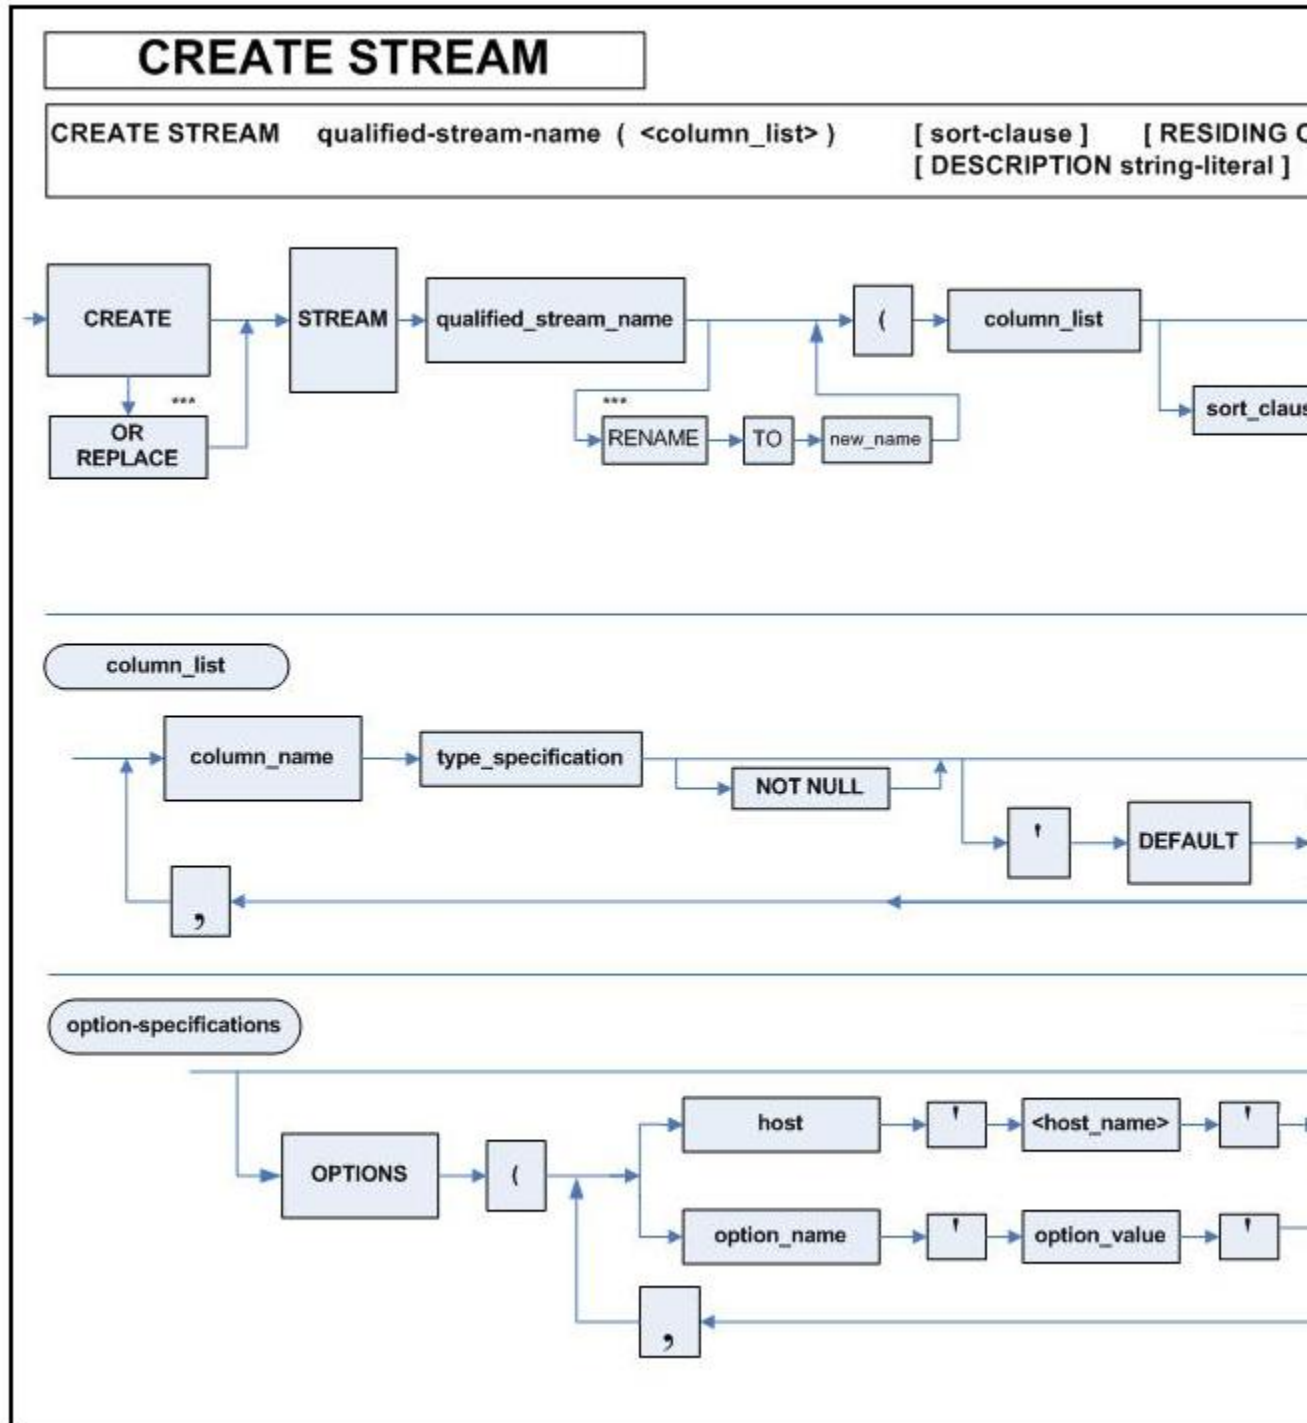 CREATE STREAM
CREATE STREAM qualified-stream-name ( <column_list> ) [ sort-clause ] [ RESIDING
[ DESCRIPTION string-literal ]
CREATE
STREAM
qualified_stream_name
(
column_list
***
OR
REPLACE
***
RENAME
TO
new_name
column_list
column_name
type_specification
NOT NULL
'
DEFAULT
,
option-specifications
OPTIONS
(
host
'
<host_name>
'
option_name
'
option_value
'
,